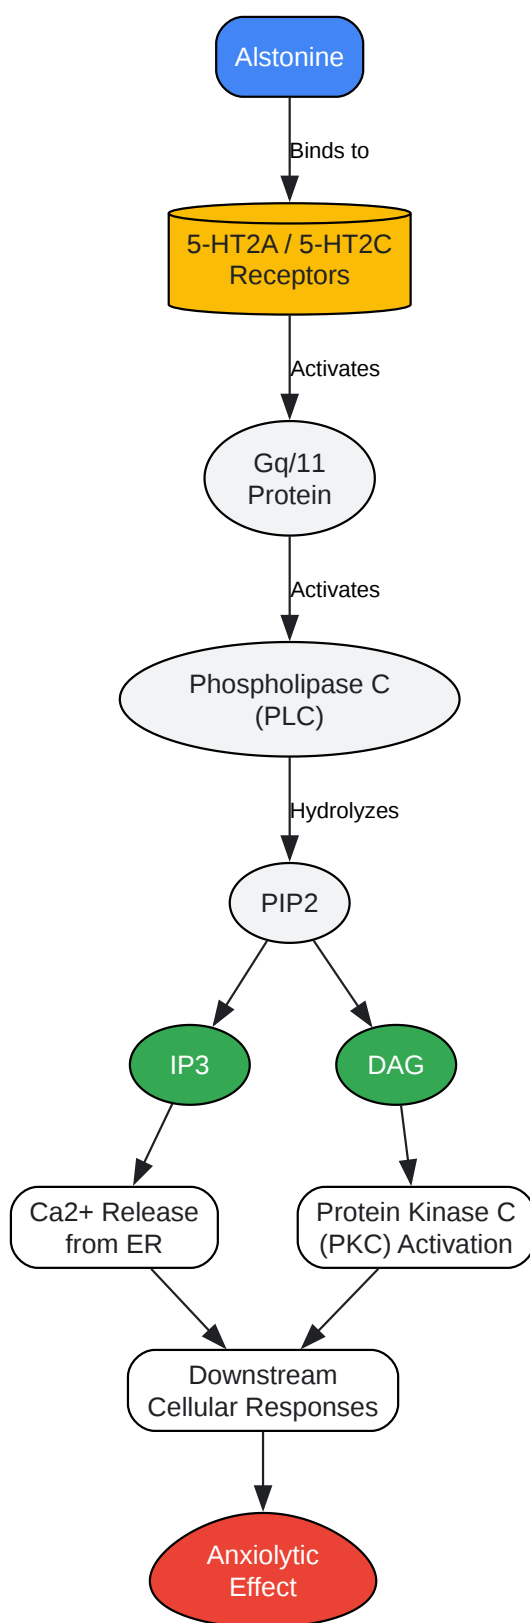 Alstonine
Binds to
5-HT2A / 5-HT2C
Receptors
Activates
Gq/11
Protein
Activates
Phospholipase C
(PLC)
Hydrolyzes
PIP2
IP3
DAG
Ca2+ Release
from ER
Protein Kinase C
(PKC) Activation
Downstream
Cellular Responses
Anxiolytic
Effect